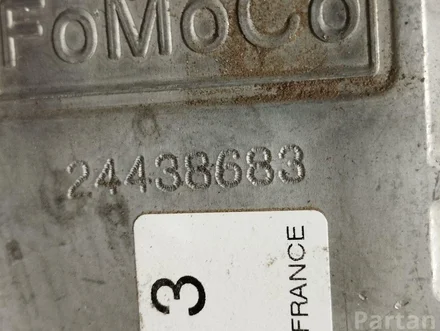 FoMoCo
24438683
3
FRANCE
Partan